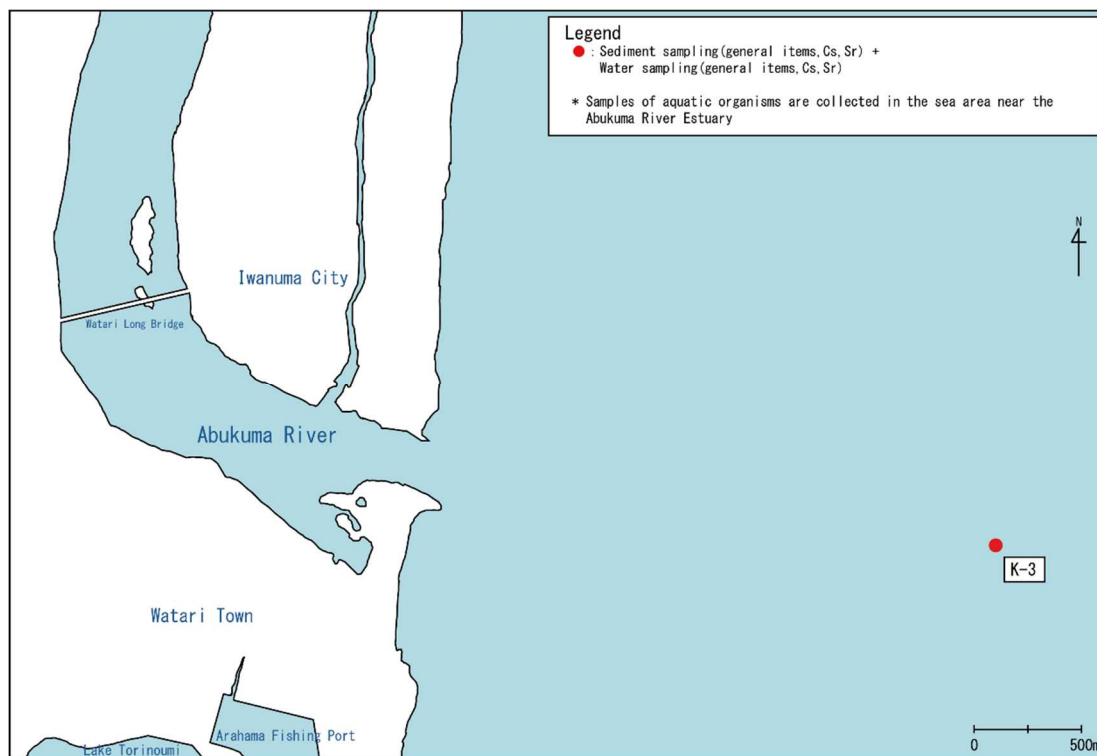 Legend
● : Sediment sampling(general items,Cs,Sr) +
Water sampling(general items,Cs,Sr)
* Samples of aquatic organisms are collected in the sea area near the
Abukuma River Estuary
N
Iwanuma City
Watari Long Bridge
Abukuma River
K-3
Watari Town
Arahama Fishing Port
Lake Torinoumi
0 500m